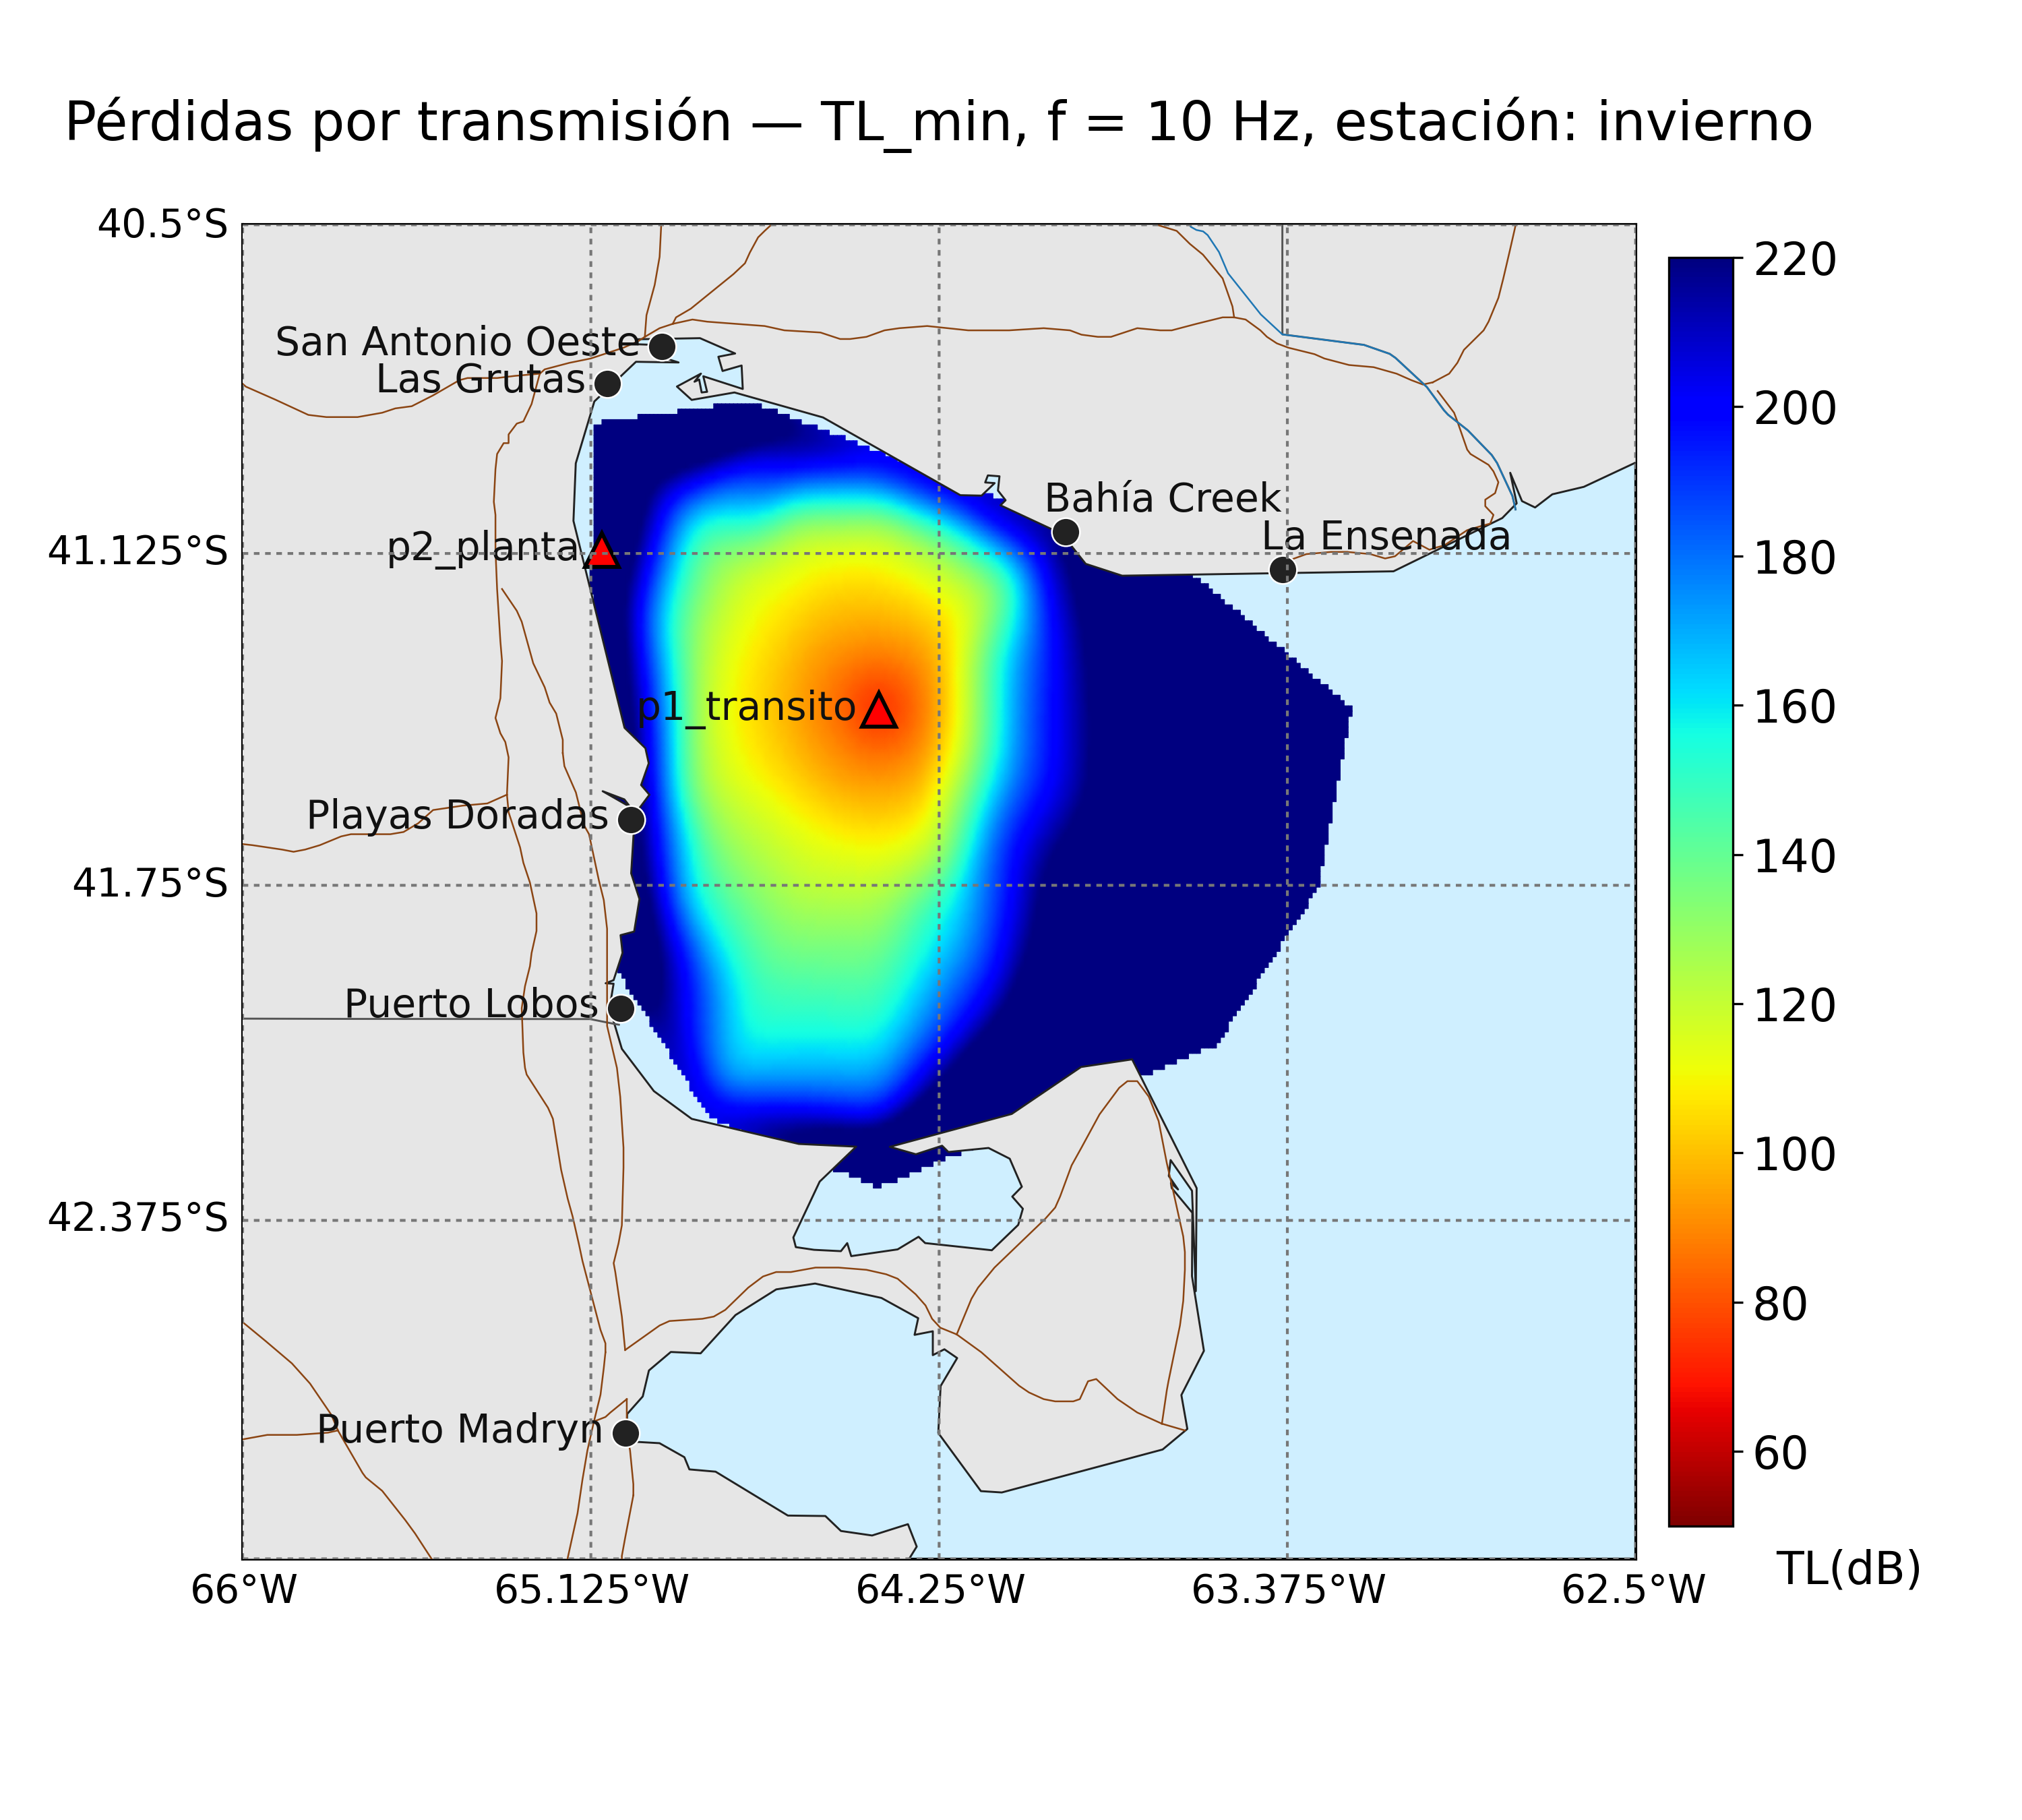 Pérdidas por transmisión — TL_min, f = 10 Hz, estación: invierno
40.5°S
San Antonio Oeste
Las Grutas
Bahía Creek
La Ensenada
p2_planta
41.125°S
p1_transito
Playas Doradas
41.75°S
Puerto Lobos
42.375°S
Puerto Madryn
66°W
65.125°W
64.25°W
63.375°W
62.5°W
220
200
180
160
140
120
100
80
60
TL(dB)